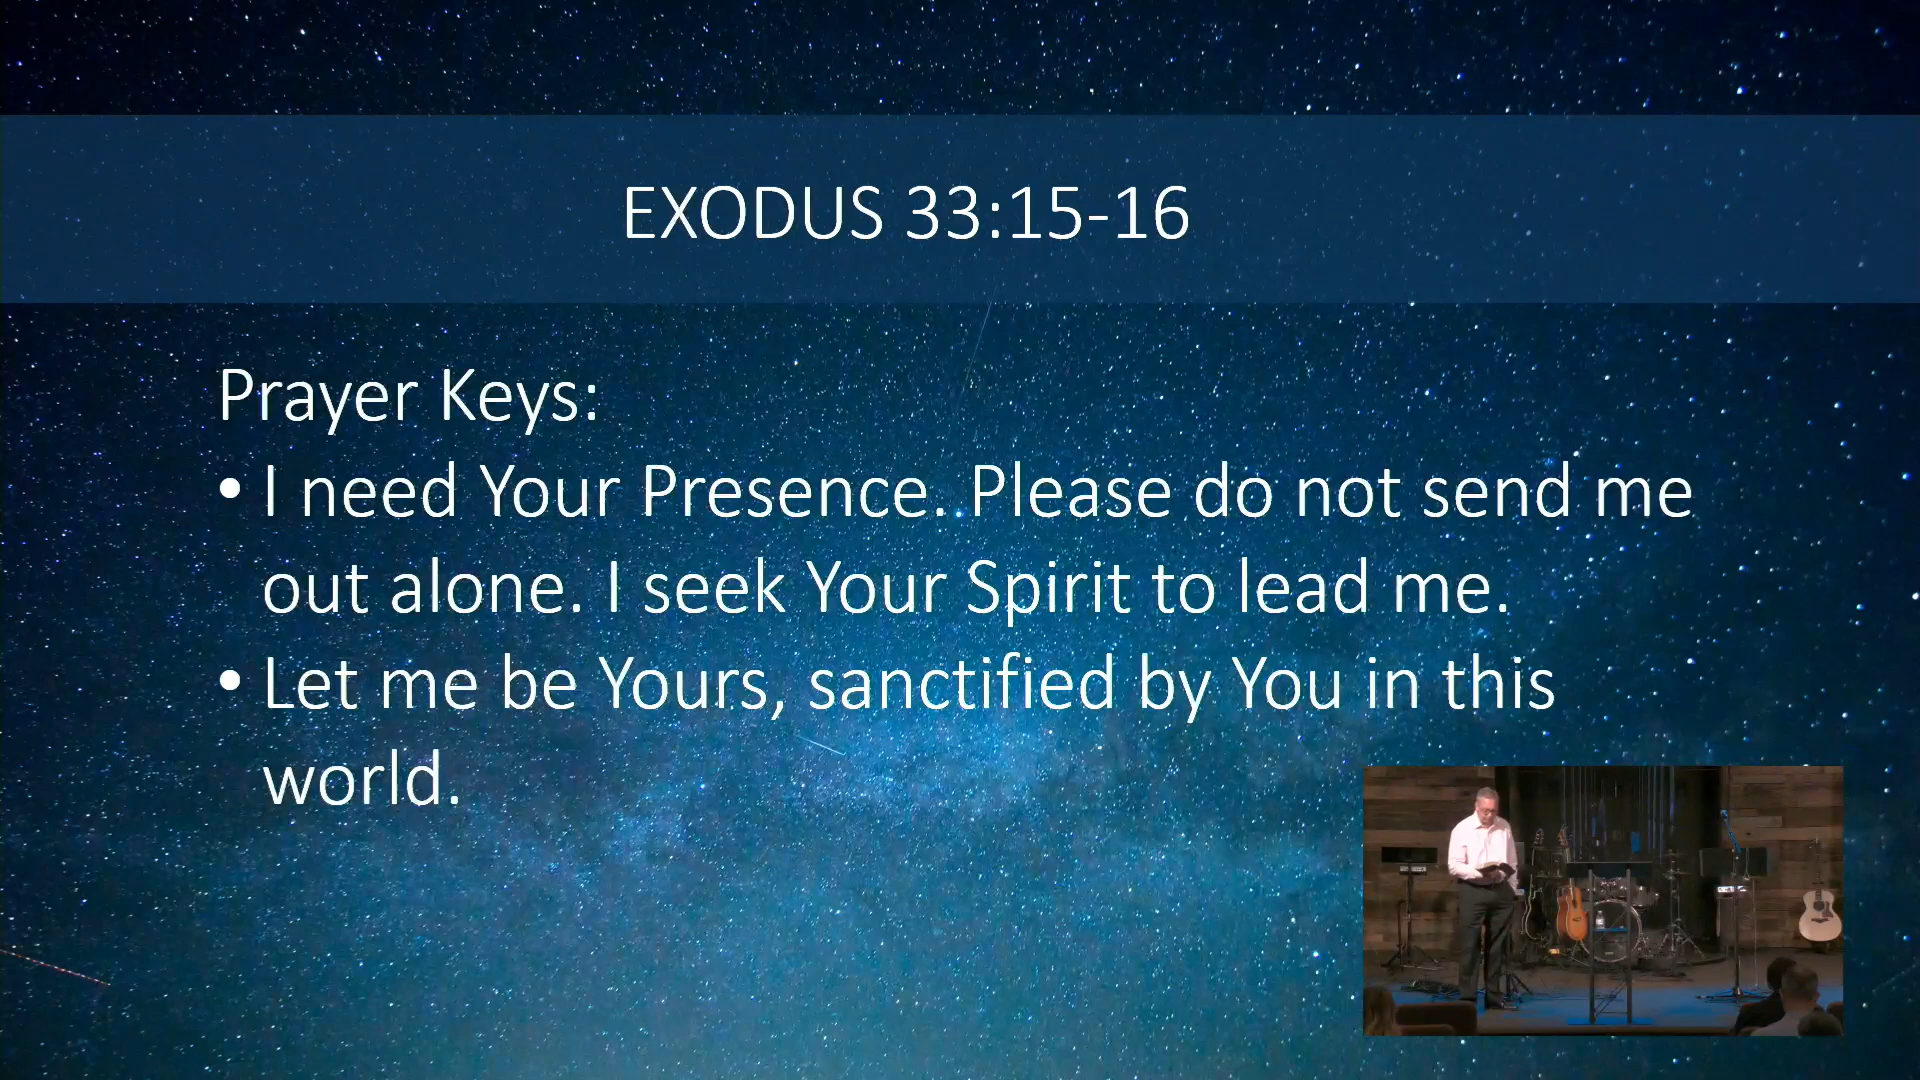 EXODUS 33:15-16
Prayer Keys:
• I need Your Presence. Please do not send me
out alone. I seek Your Spirit to lead me.
• Let me be Yours, sanctified by You in this
world.